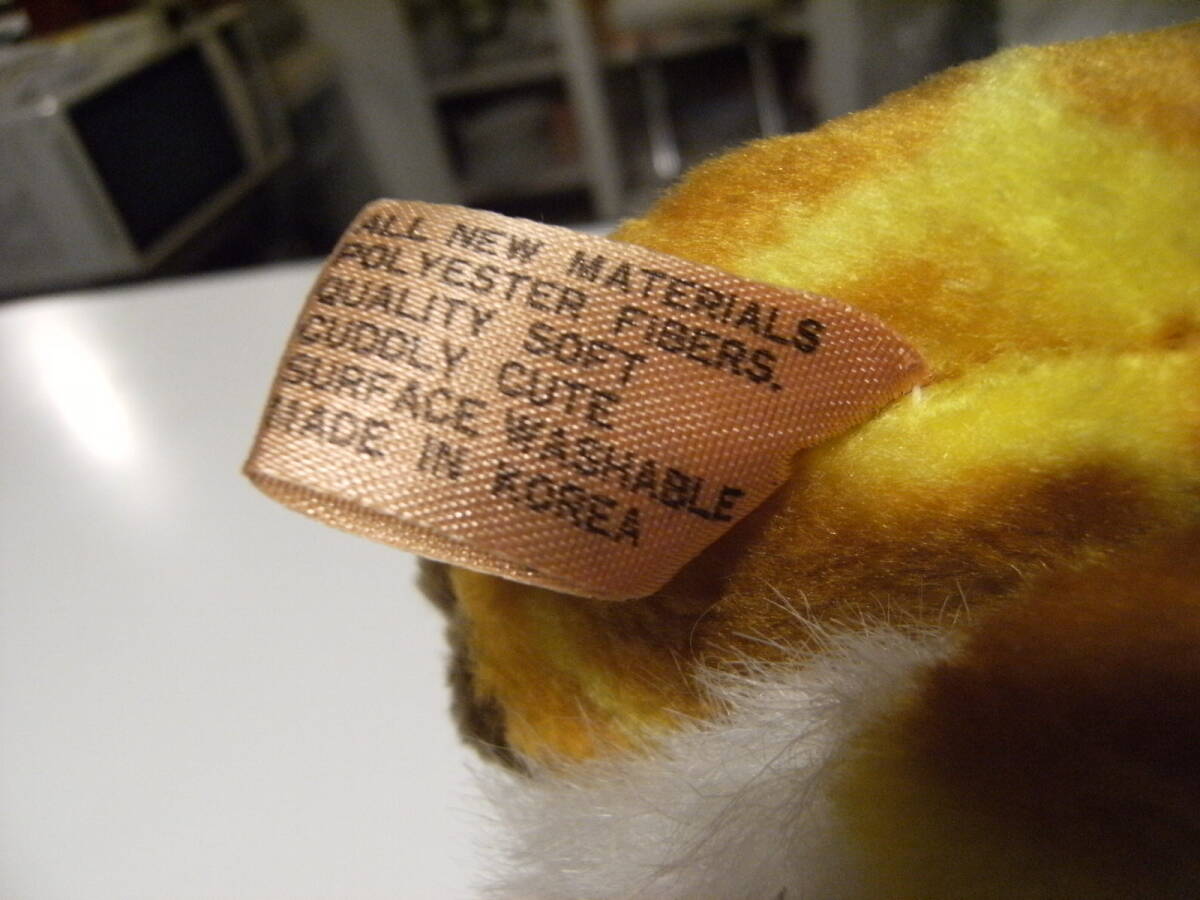 ALL NEW MATERIALS
POLYESTER FIBERS.
QUALITY SOFT
CUDDLY CUTE
SURFACE WASHABLE
MADE IN KOREA